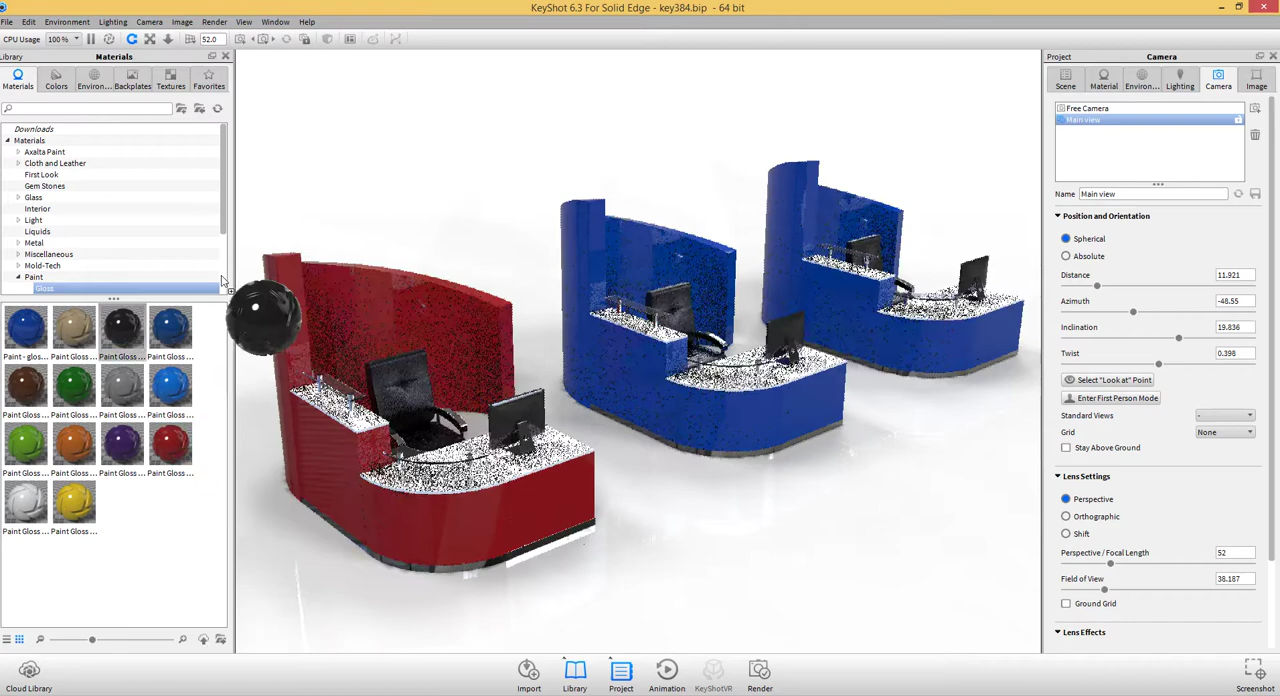 KeyShot 6.3 For Solid Edge - key384.bip - 64 bit
File Edit Environment Lighting Camera Image Render View Window Help
CPU Usage 100% 52.0
Library Materials
Materials Colors Environ... Backplates Textures Favorites
Downloads
Materials
Axalta Paint
Cloth and Leather
First Look
Gem Stones
Glass
Interior
Light
Liquids
Metal
Miscellaneous
Mold-Tech
Paint
Gloss
Paint - glos... Paint Gloss ... Paint Gloss ... Paint Gloss ...
Paint Gloss ... Paint Gloss ... Paint Gloss ... Paint Gloss ...
Paint Gloss ... Paint Gloss ... Paint Gloss ... Paint Gloss ...
Paint Gloss ... Paint Gloss ...
Cloud Library
Import Library Project Animation KeyShotVR Render
Screenshot
Project Camera
Scene Material Environ... Lighting Camera Image
Free Camera
Main view
Name Main view
Position and Orientation
Spherical
Absolute
Distance 11.921
Azimuth -48.55
Inclination 19.836
Twist 0.398
Select "Look at" Point
Enter First Person Mode
Standard Views -
Grid None
Stay Above Ground
Lens Settings
Perspective
Orthographic
Shift
Perspective / Focal Length 52
Field of View 38.187
Ground Grid
Lens Effects